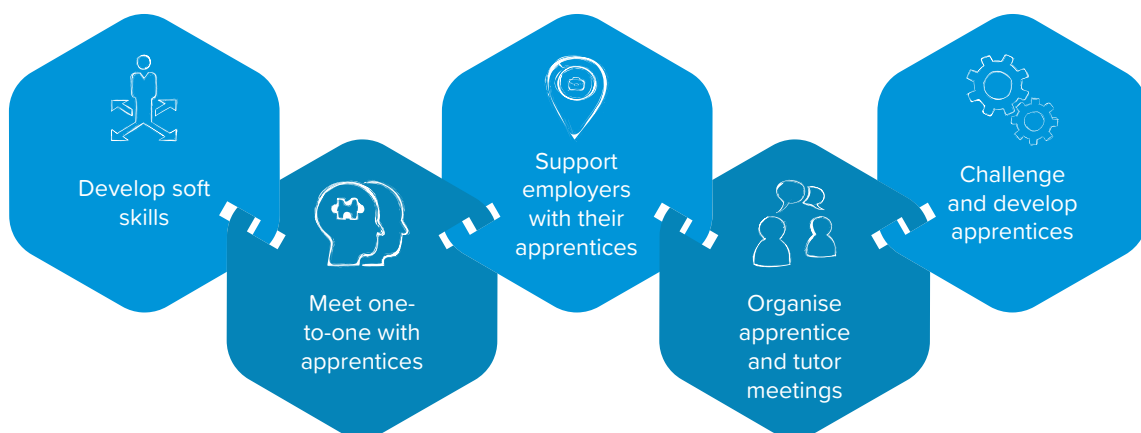 Develop soft
skills
Meet one-
to-one with
apprentices
Support
employers
with their
apprentices
Organise
apprentice
and tutor
meetings
Challenge
and develop
apprentices